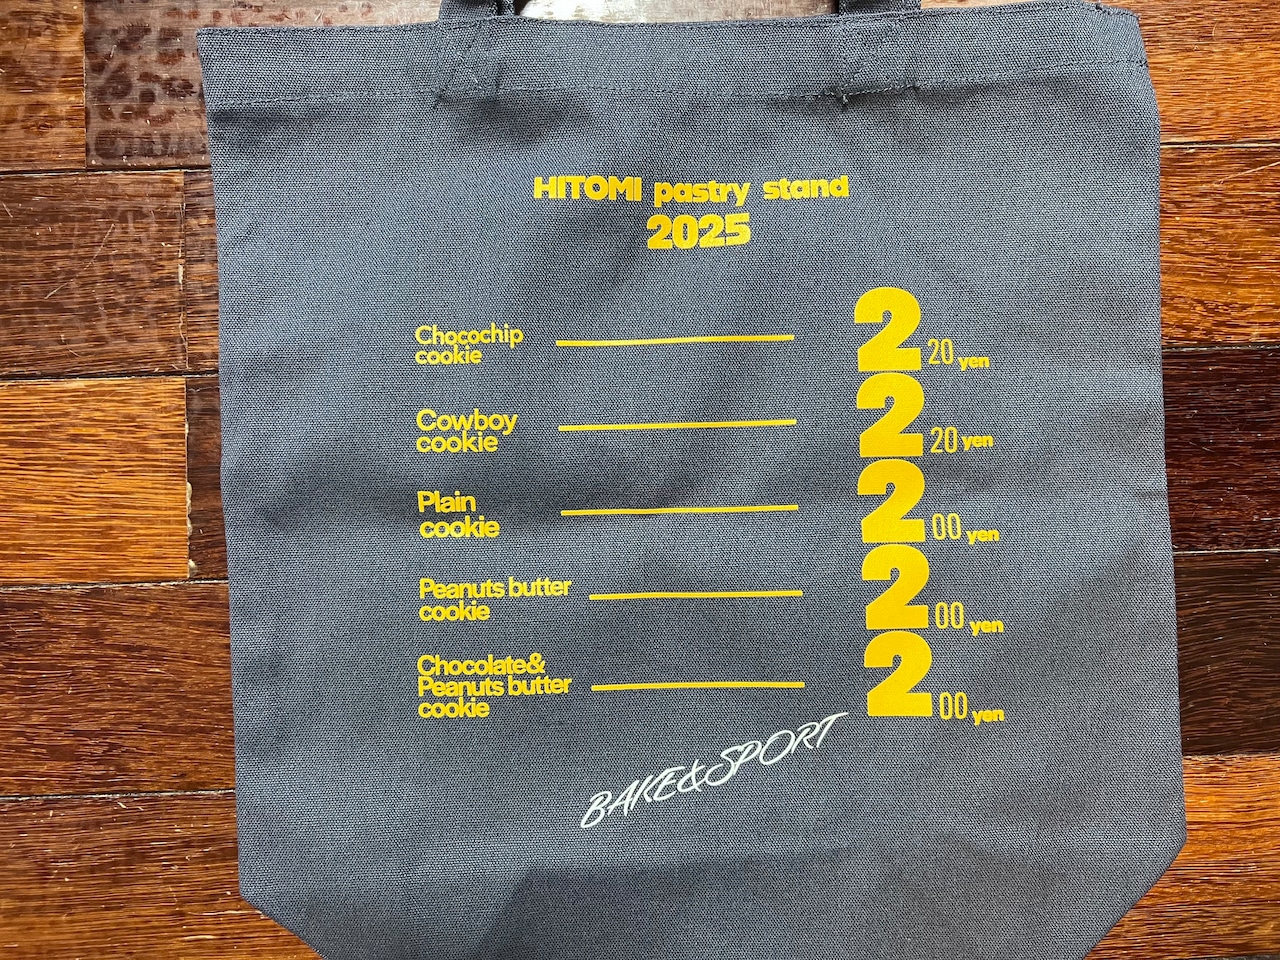 HITOMI pastry stand
2025
Chocochip
cookie
220 yen
Cowboy
cookie
220 yen
Plain
cookie
200 yen
Peanuts butter
cookie
200 yen
Chocolate&
Peanuts butter
cookie
200 yen
BAKE&SPORT